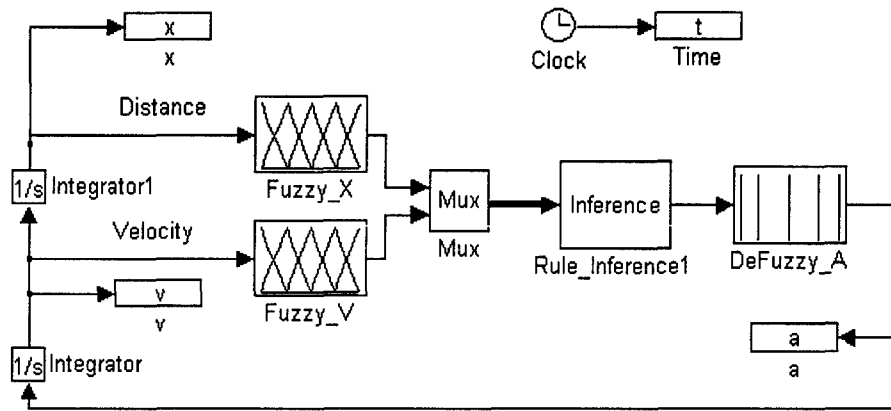 x
x
t
Clock
Time
Distance
Fuzzy_X
1/s
Integrator1
Mux
Mux
Inference
Rule_Inference1
DeFuzzy_A
Velocity
Fuzzy_V
v
v
a
a
1/s
Integrator